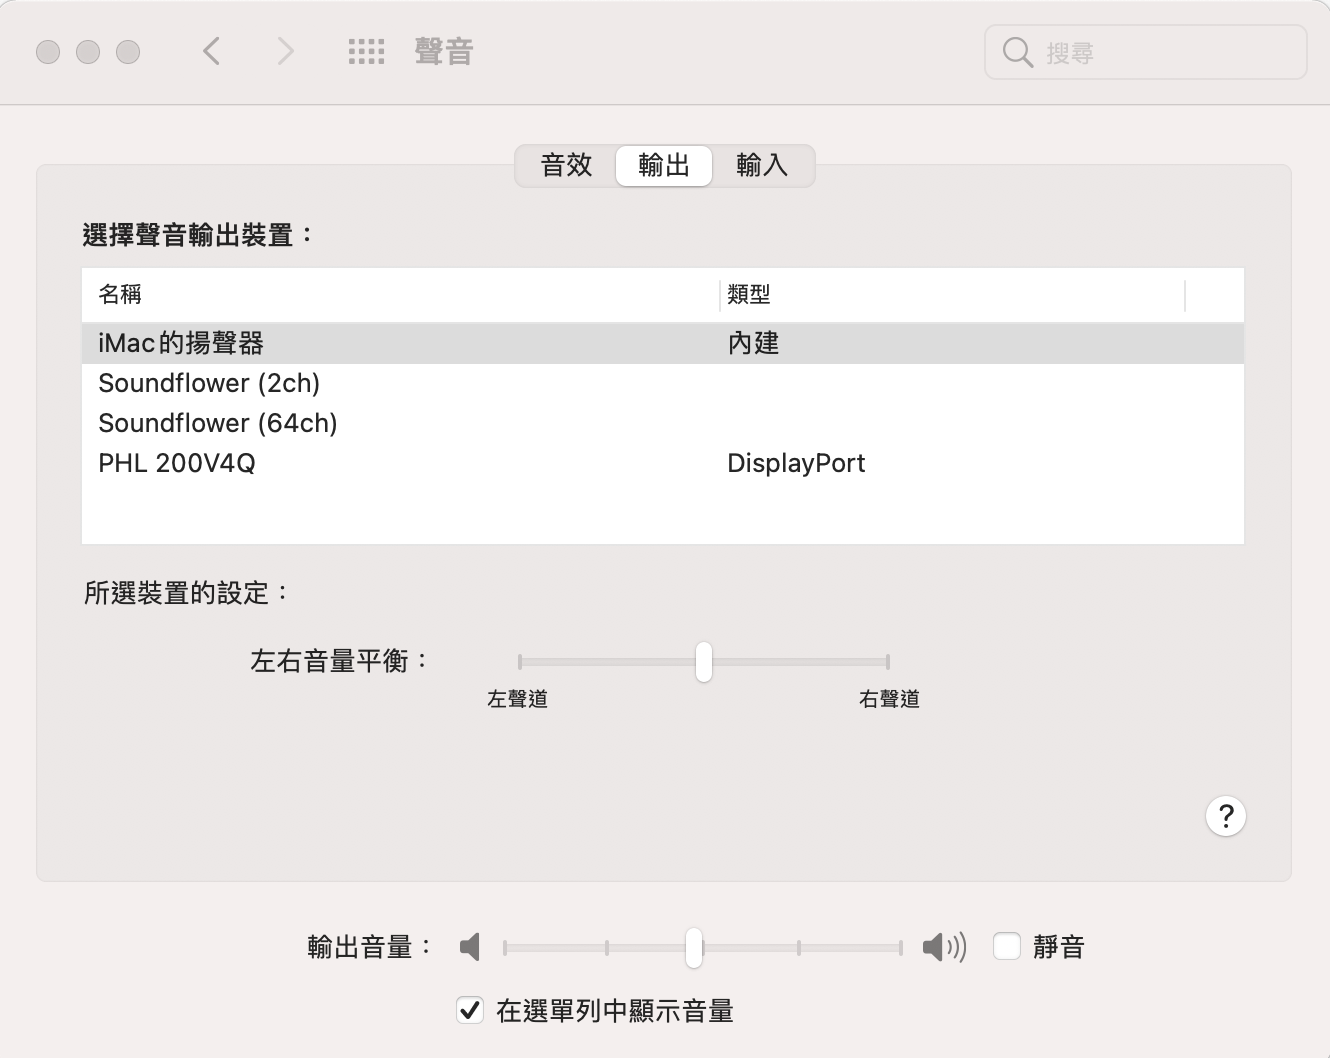 聲音
搜尋
音效 輸出 輸入
選擇聲音輸出裝置：
名稱 類型
iMac的揚聲器 內建
Soundflower (2ch)
Soundflower (64ch)
PHL 200V4Q DisplayPort
所選裝置的設定：
左右音量平衡：
左聲道 右聲道
?
輸出音量： 靜音
在選單列中顯示音量